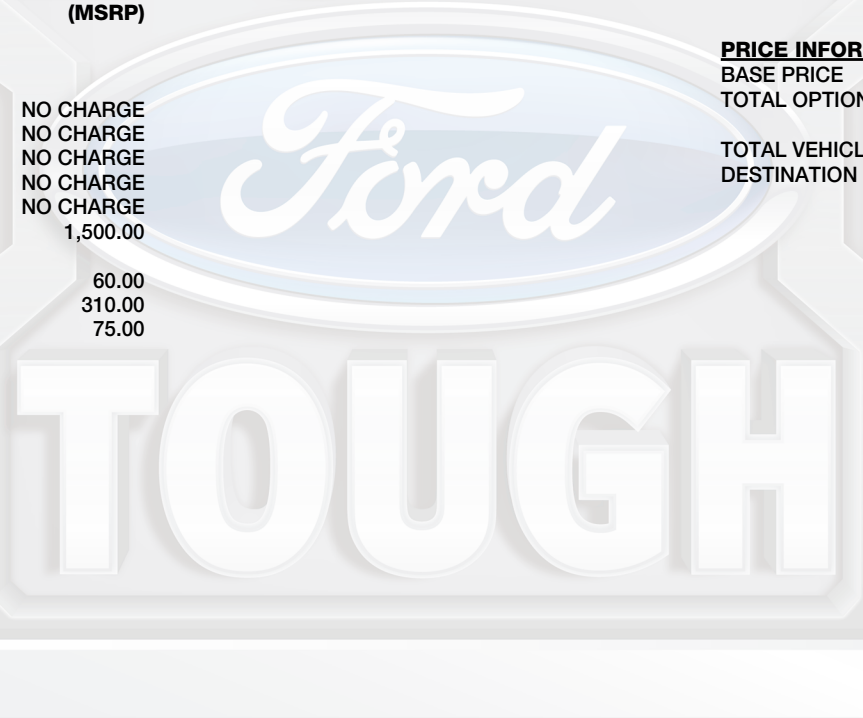 (MSRP)
PRICE INFOR
BASE PRICE
TOTAL OPTION
NO CHARGE
NO CHARGE
NO CHARGE
NO CHARGE
NO CHARGE
1,500.00
60.00
310.00
75.00
TOTAL VEHICL
DESTINATION
Ford
TOUGH